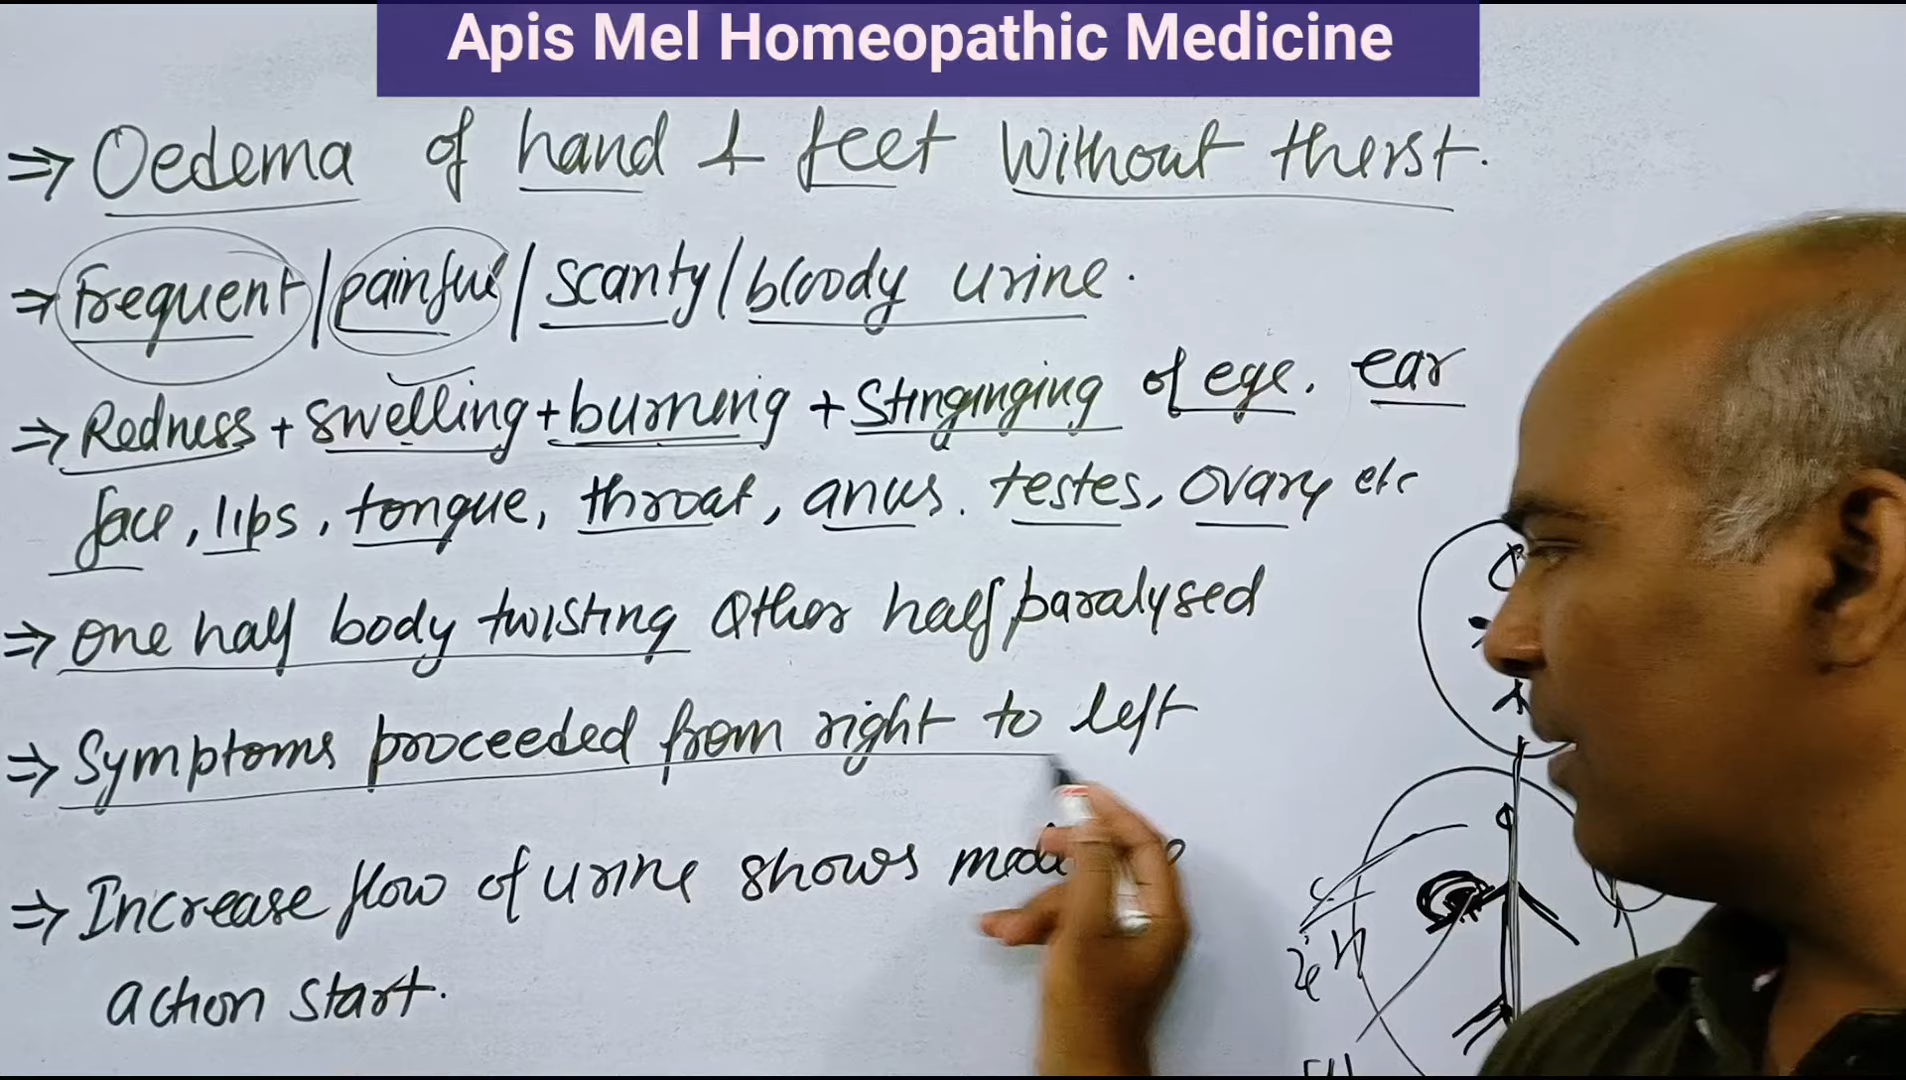 Apis Mel Homeopathic Medicine
⇒ Oedema of hand & feet without therst.
⇒ Frequent / painful / scanty / bloody urine.
⇒ Redness + swelling + burning + Stinginging of eye. ear
face, lips, tongue, throat, anus. testes, ovary etc
⇒ One half body twisting Other half paralysed
⇒ Symptoms proceeded from right to left
⇒ Increase flow of urine shows
action start.